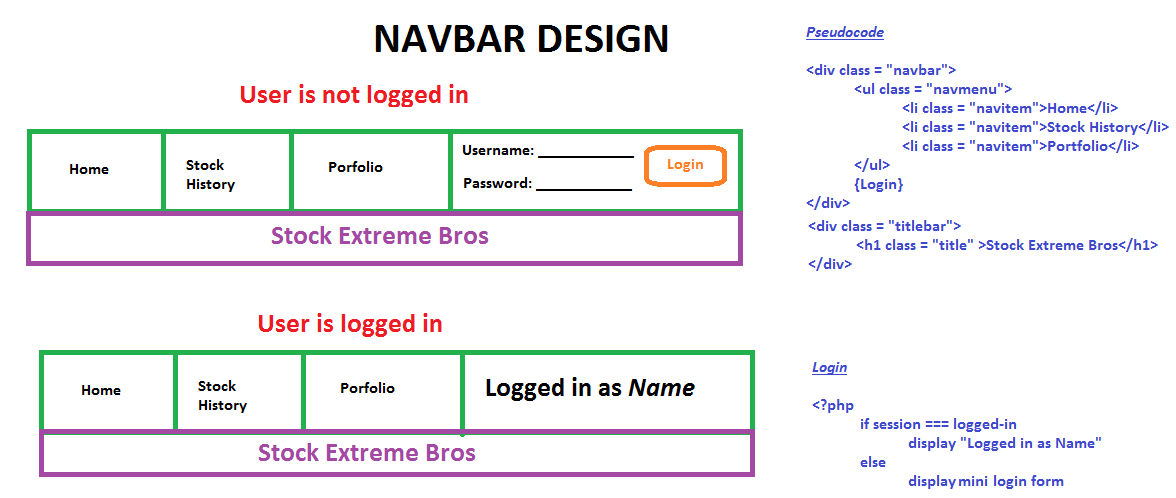 NAVBAR DESIGN
User is not logged in
Home
Stock
History
Porfolio
Username: ____________
Password: ____________
Login
Stock Extreme Bros
User is logged in
Home
Stock
History
Porfolio
Logged in as Name
Stock Extreme Bros
Pseudocode
<div class = "navbar">
<ul class = "navmenu">
<li class = "navitem">Home</li>
<li class = "navitem">Stock History</li>
<li class = "navitem">Portfolio</li>
</ul>
{Login}
</div>
<div class = "titlebar">
<h1 class = "title" >Stock Extreme Bros</h1>
</div>
Login
<?php
if session === logged-in
display "Logged in as Name"
else
display mini login form